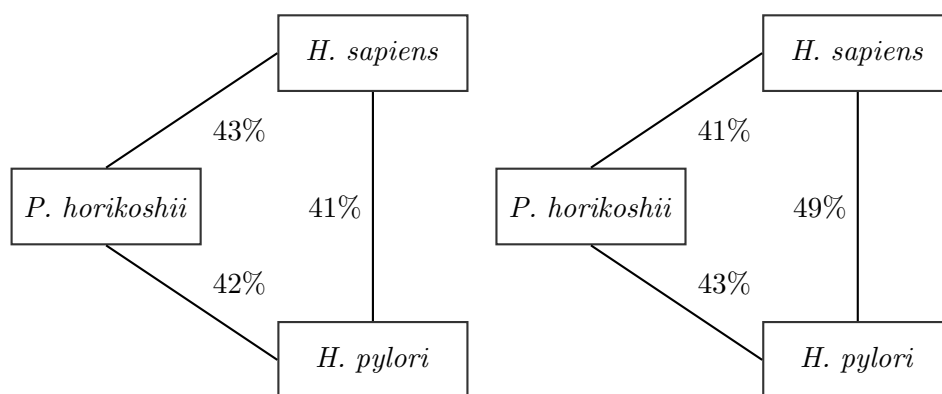 H. sapiens
43%
P. horikoshii
41%
42%
H. pylori
H. sapiens
41%
P. horikoshii
49%
43%
H. pylori